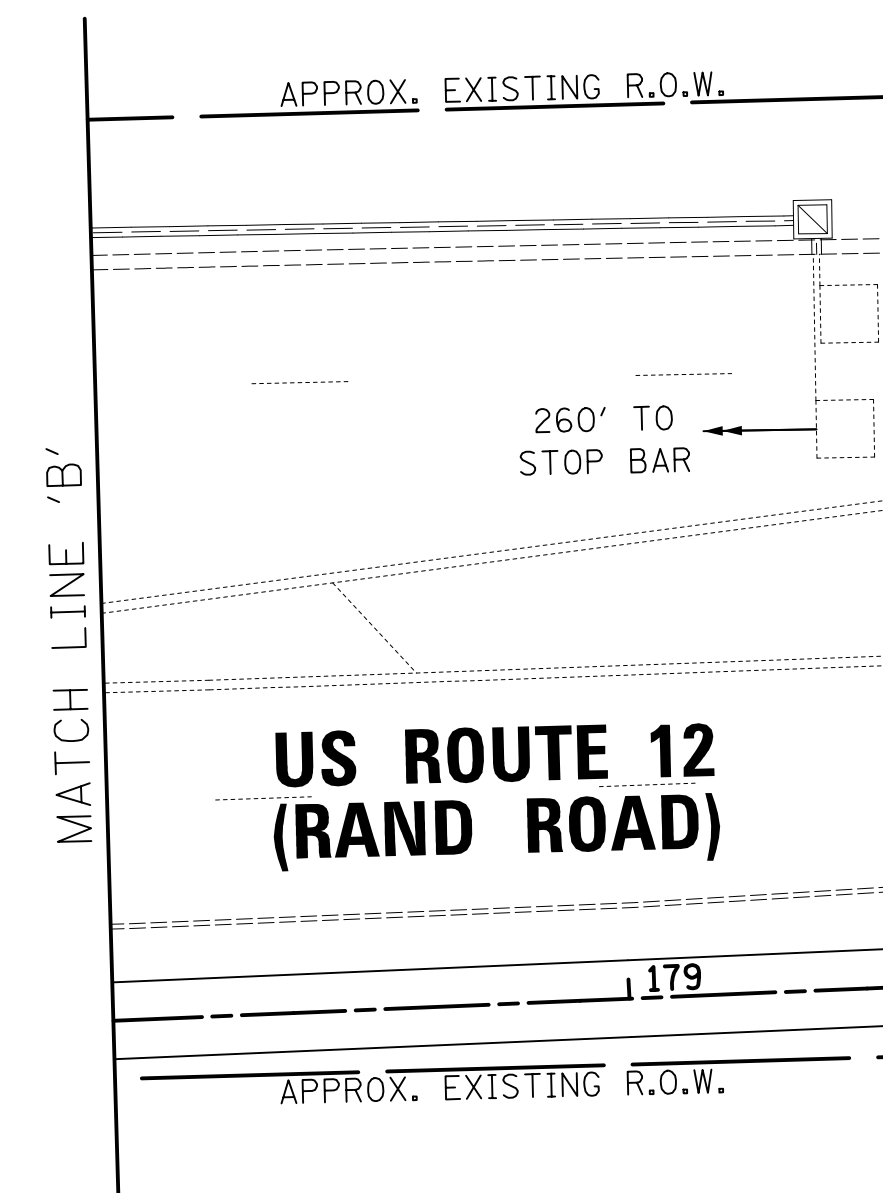 APPROX. EXISTING R.O.W.
260' TO
STOP BAR
MATCH LINE 'B'
US ROUTE 12
(RAND ROAD)
179
APPROX. EXISTING R.O.W.